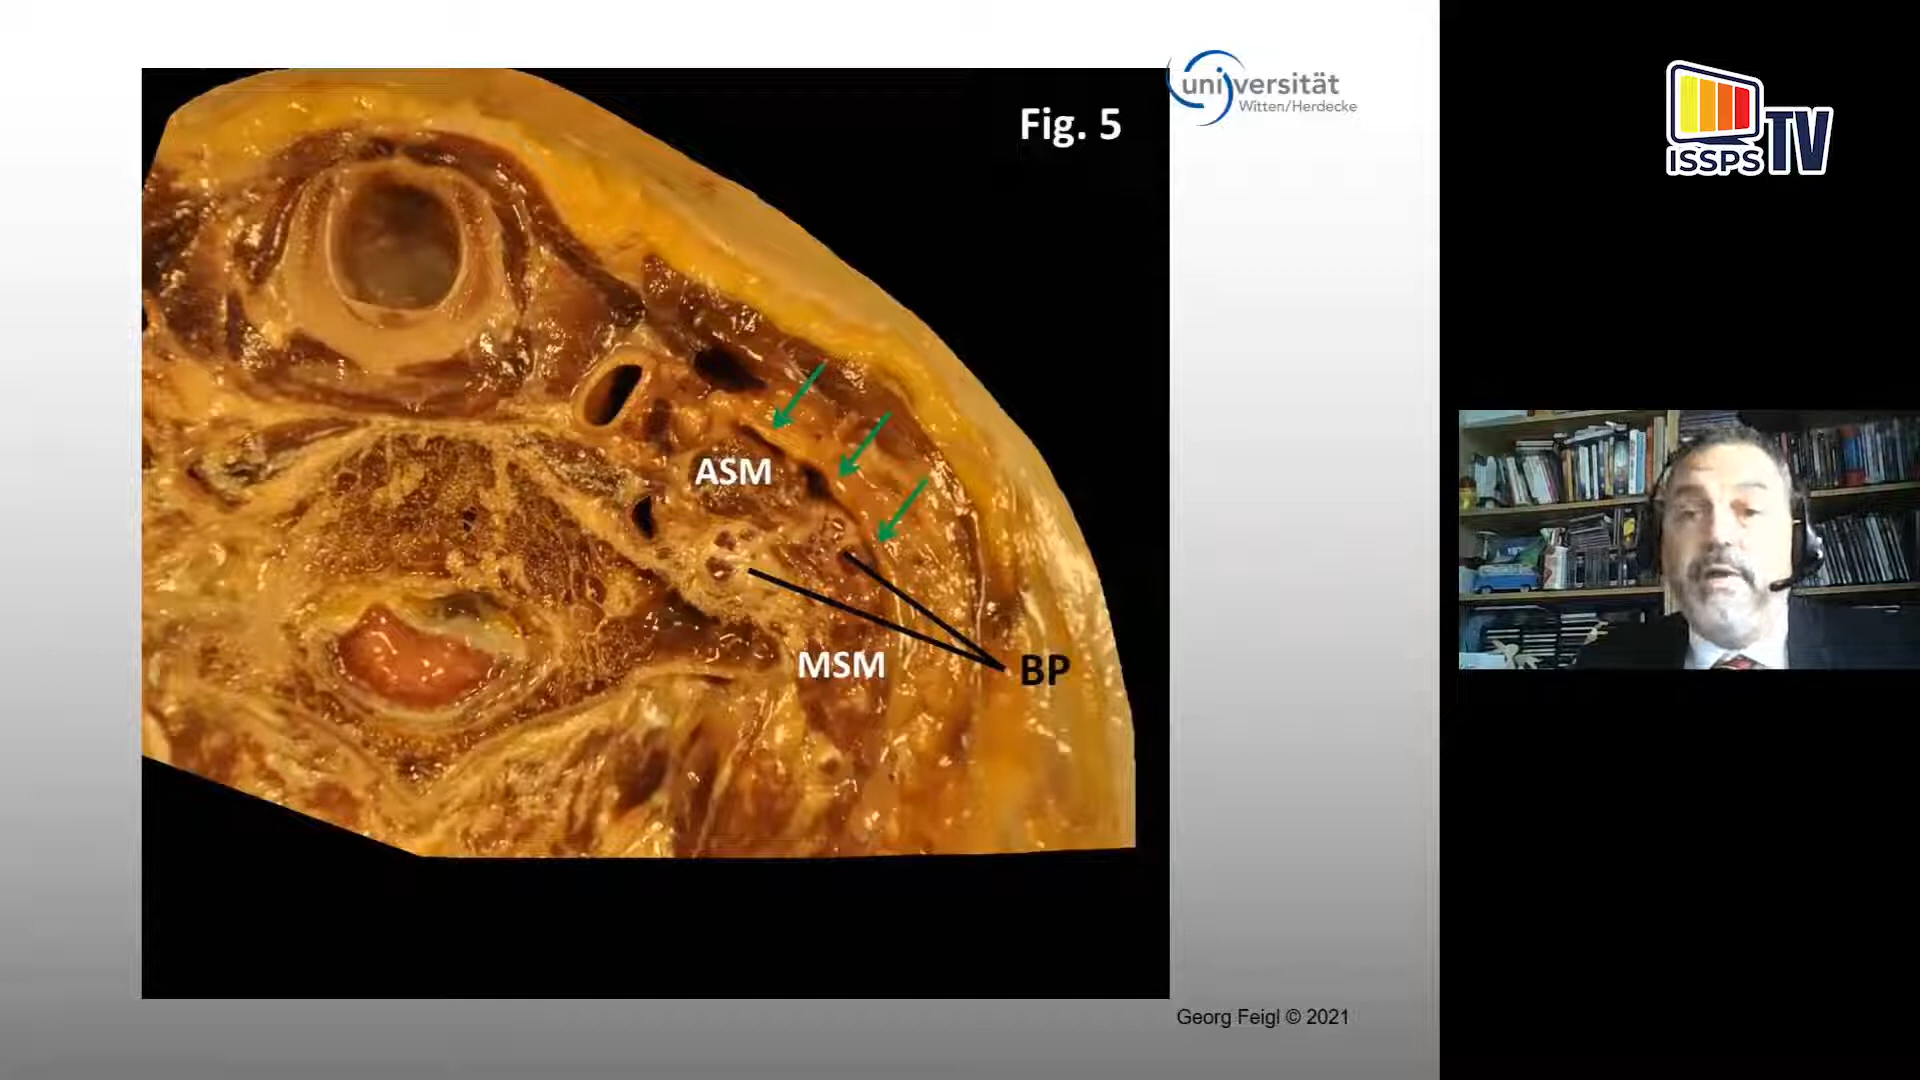 Fig. 5
universität
Witten/Herdecke
ISSPS TV
ASM
MSM
BP
Georg Feigl © 2021